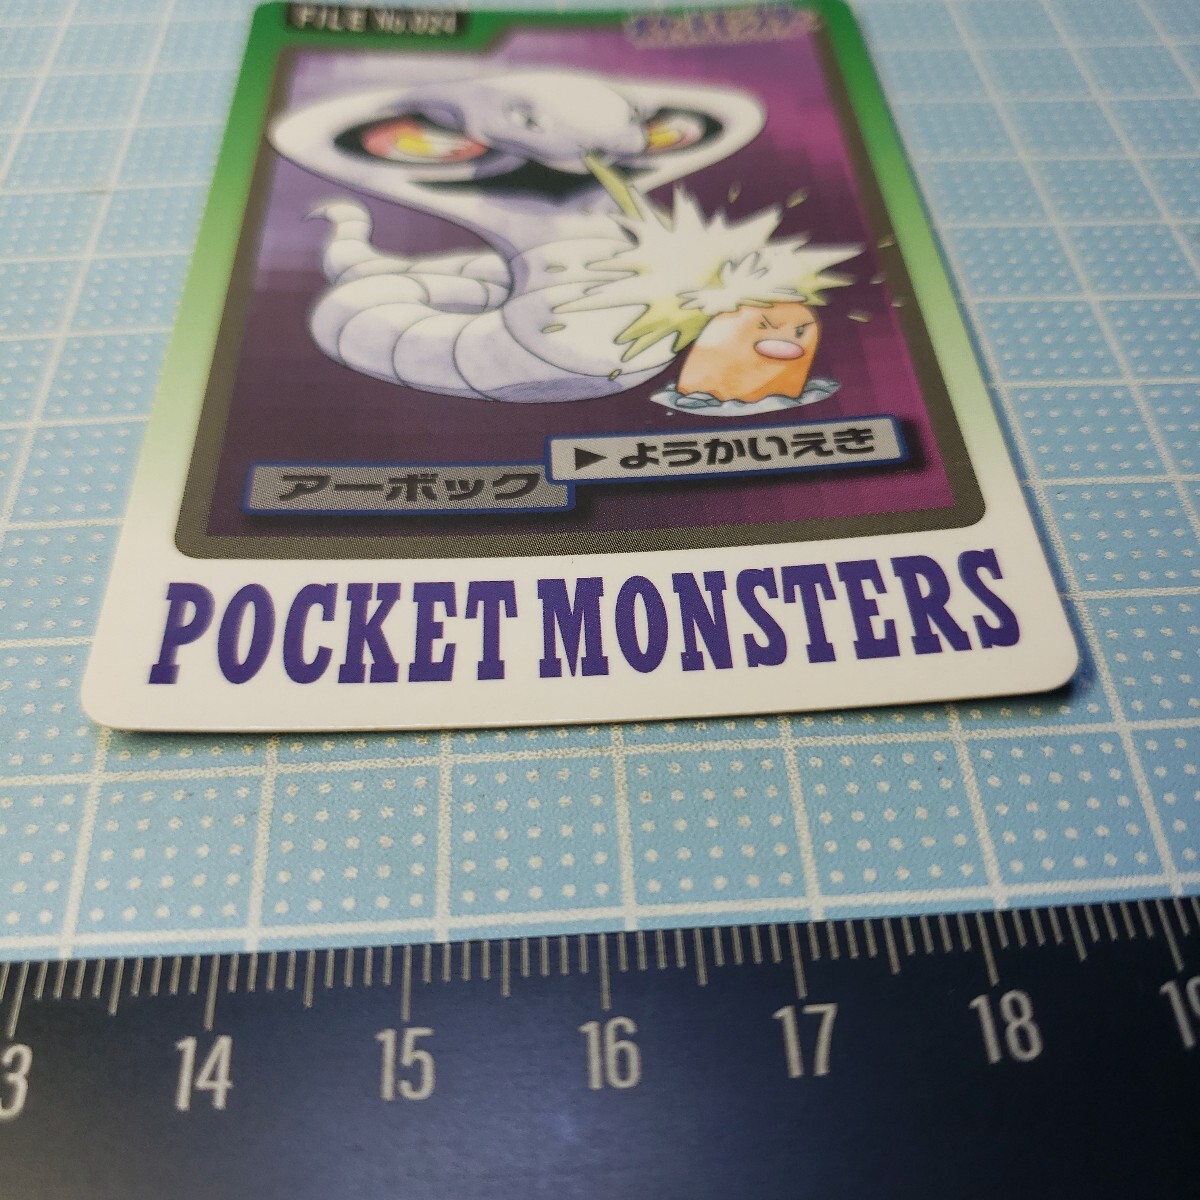 FILE No.024
▶ようかいえき
アーボック
POCKET MONSTERS
14 15 16 17 18